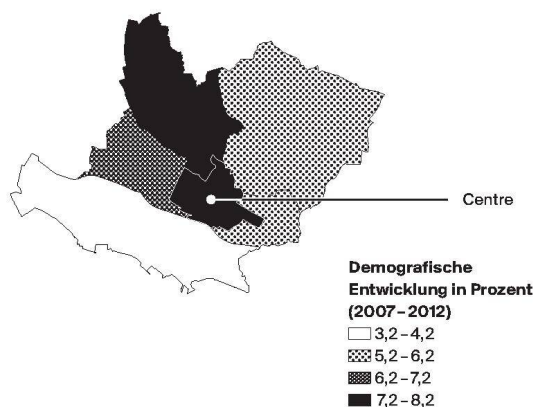 Centre
Demografische
Entwicklung in Prozent
(2007–2012)
3,2–4,2
5,2–6,2
6,2–7,2
7,2–8,2